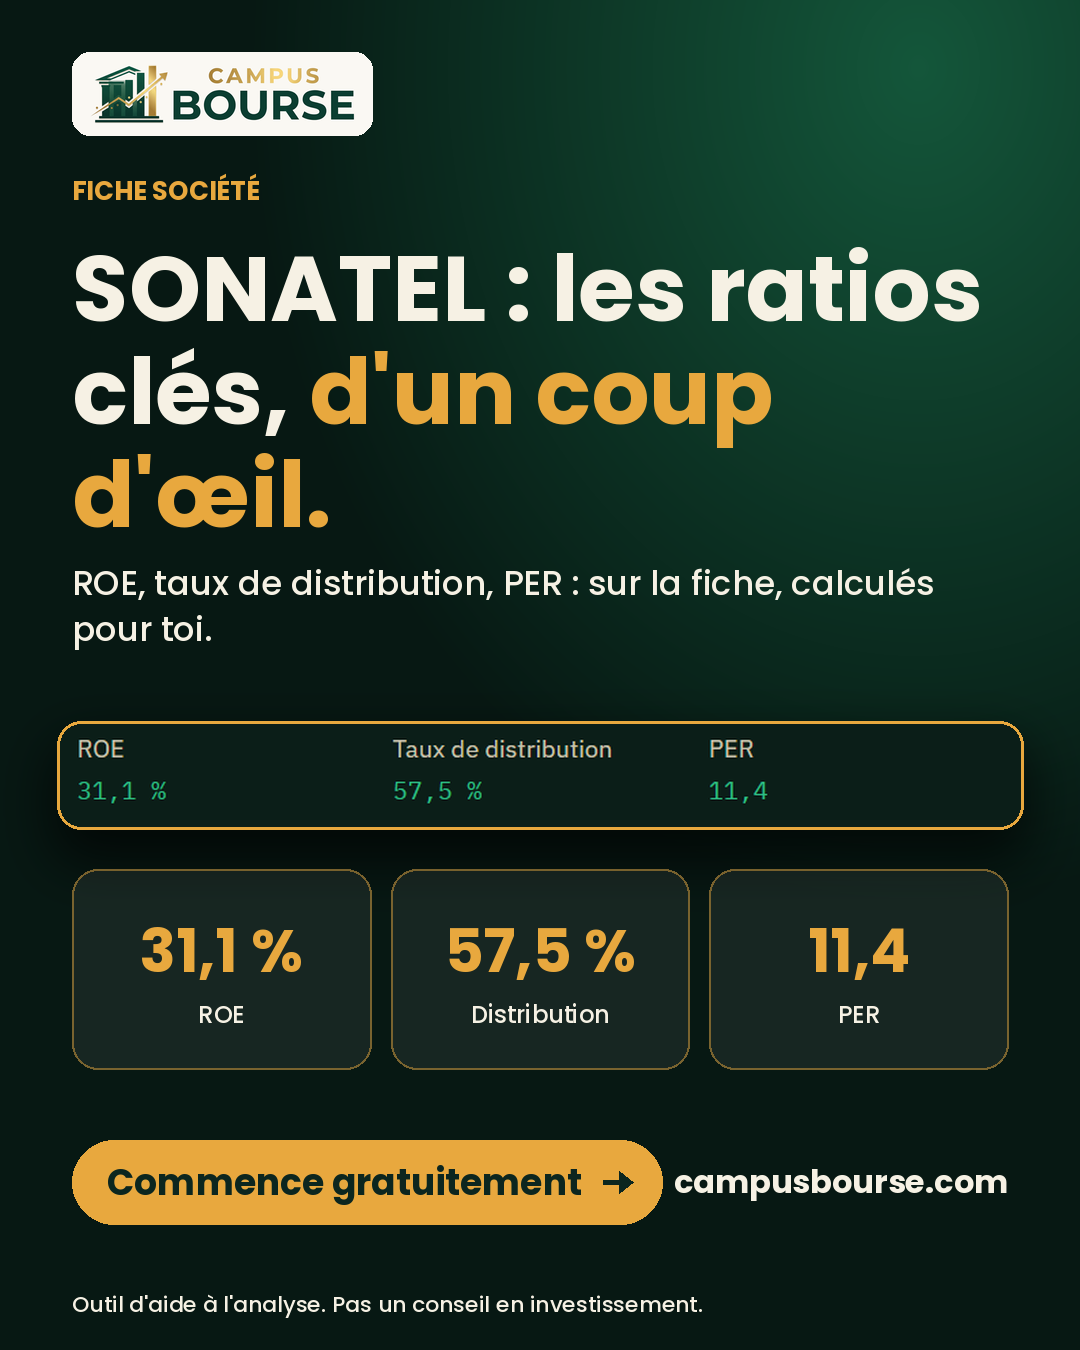 CAMPUS
BOURSE
FICHE SOCIÉTÉ
SONATEL : les ratios
clés, d'un coup
d'œil.
ROE, taux de distribution, PER : sur la fiche, calculés
pour toi.
ROE Taux de distribution PER
31,1 % 57,5 % 11,4
31,1 % 57,5 % 11,4
ROE Distribution PER
Commence gratuitement → campusbourse.com
Outil d'aide à l'analyse. Pas un conseil en investissement.